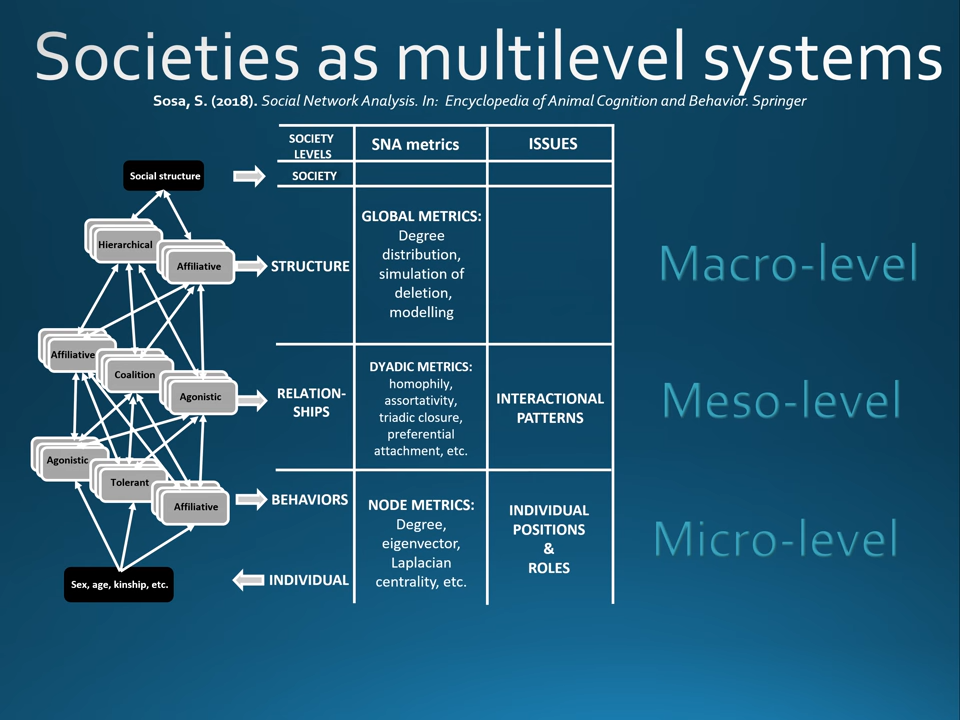 Societies as multilevel systems
Sosa, S. (2018). Social Network Analysis. In: Encyclopedia of Animal Cognition and Behavior. Springer
SOCIETY
LEVELS
SNA metrics
ISSUES
Social structure
SOCIETY
Hierarchical
Affiliative
STRUCTURE
GLOBAL METRICS:
Degree
distribution,
simulation of
deletion,
modelling
Macro-level
Affiliative
Coalition
Agonistic
RELATION-
SHIPS
DYADIC METRICS:
homophily,
assortativity,
triadic closure,
preferential
attachment, etc.
INTERACTIONAL
PATTERNS
Meso-level
Agonistic
Tolerant
Affiliative
BEHAVIORS
NODE METRICS:
Degree,
eigenvector,
Laplacian
centrality, etc.
INDIVIDUAL
POSITIONS
&
ROLES
Micro-level
Sex, age, kinship, etc.
INDIVIDUAL